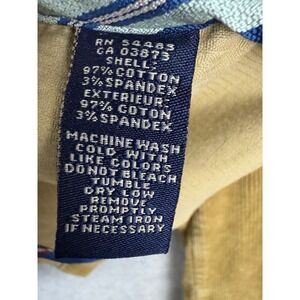 RN 54483
CA 03873
SHELL:
97% COTTON
3% SPANDEX
EXTERIEUR:
97% COTON
3% SPANDEX
MACHINE WASH
COLD WITH
LIKE COLORS
DO NOT BLEACH
TUMBLE
DRY LOW
REMOVE
PROMPTLY
STEAM IRON
IF NECESSARY